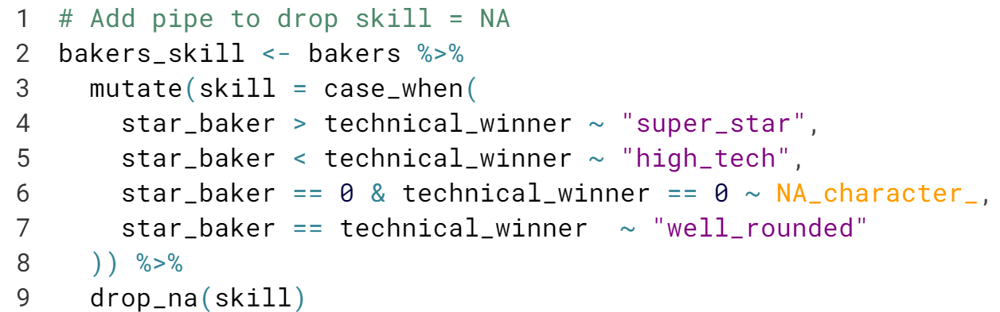 1 # Add pipe to drop skill = NA
2 bakers_skill <- bakers %>%
3   mutate(skill = case_when(
4     star_baker > technical_winner ~ "super_star",
5     star_baker < technical_winner ~ "high_tech",
6     star_baker == 0 & technical_winner == 0 ~ NA_character_,
7     star_baker == technical_winner  ~ "well_rounded"
8   )) %>%
9   drop_na(skill)